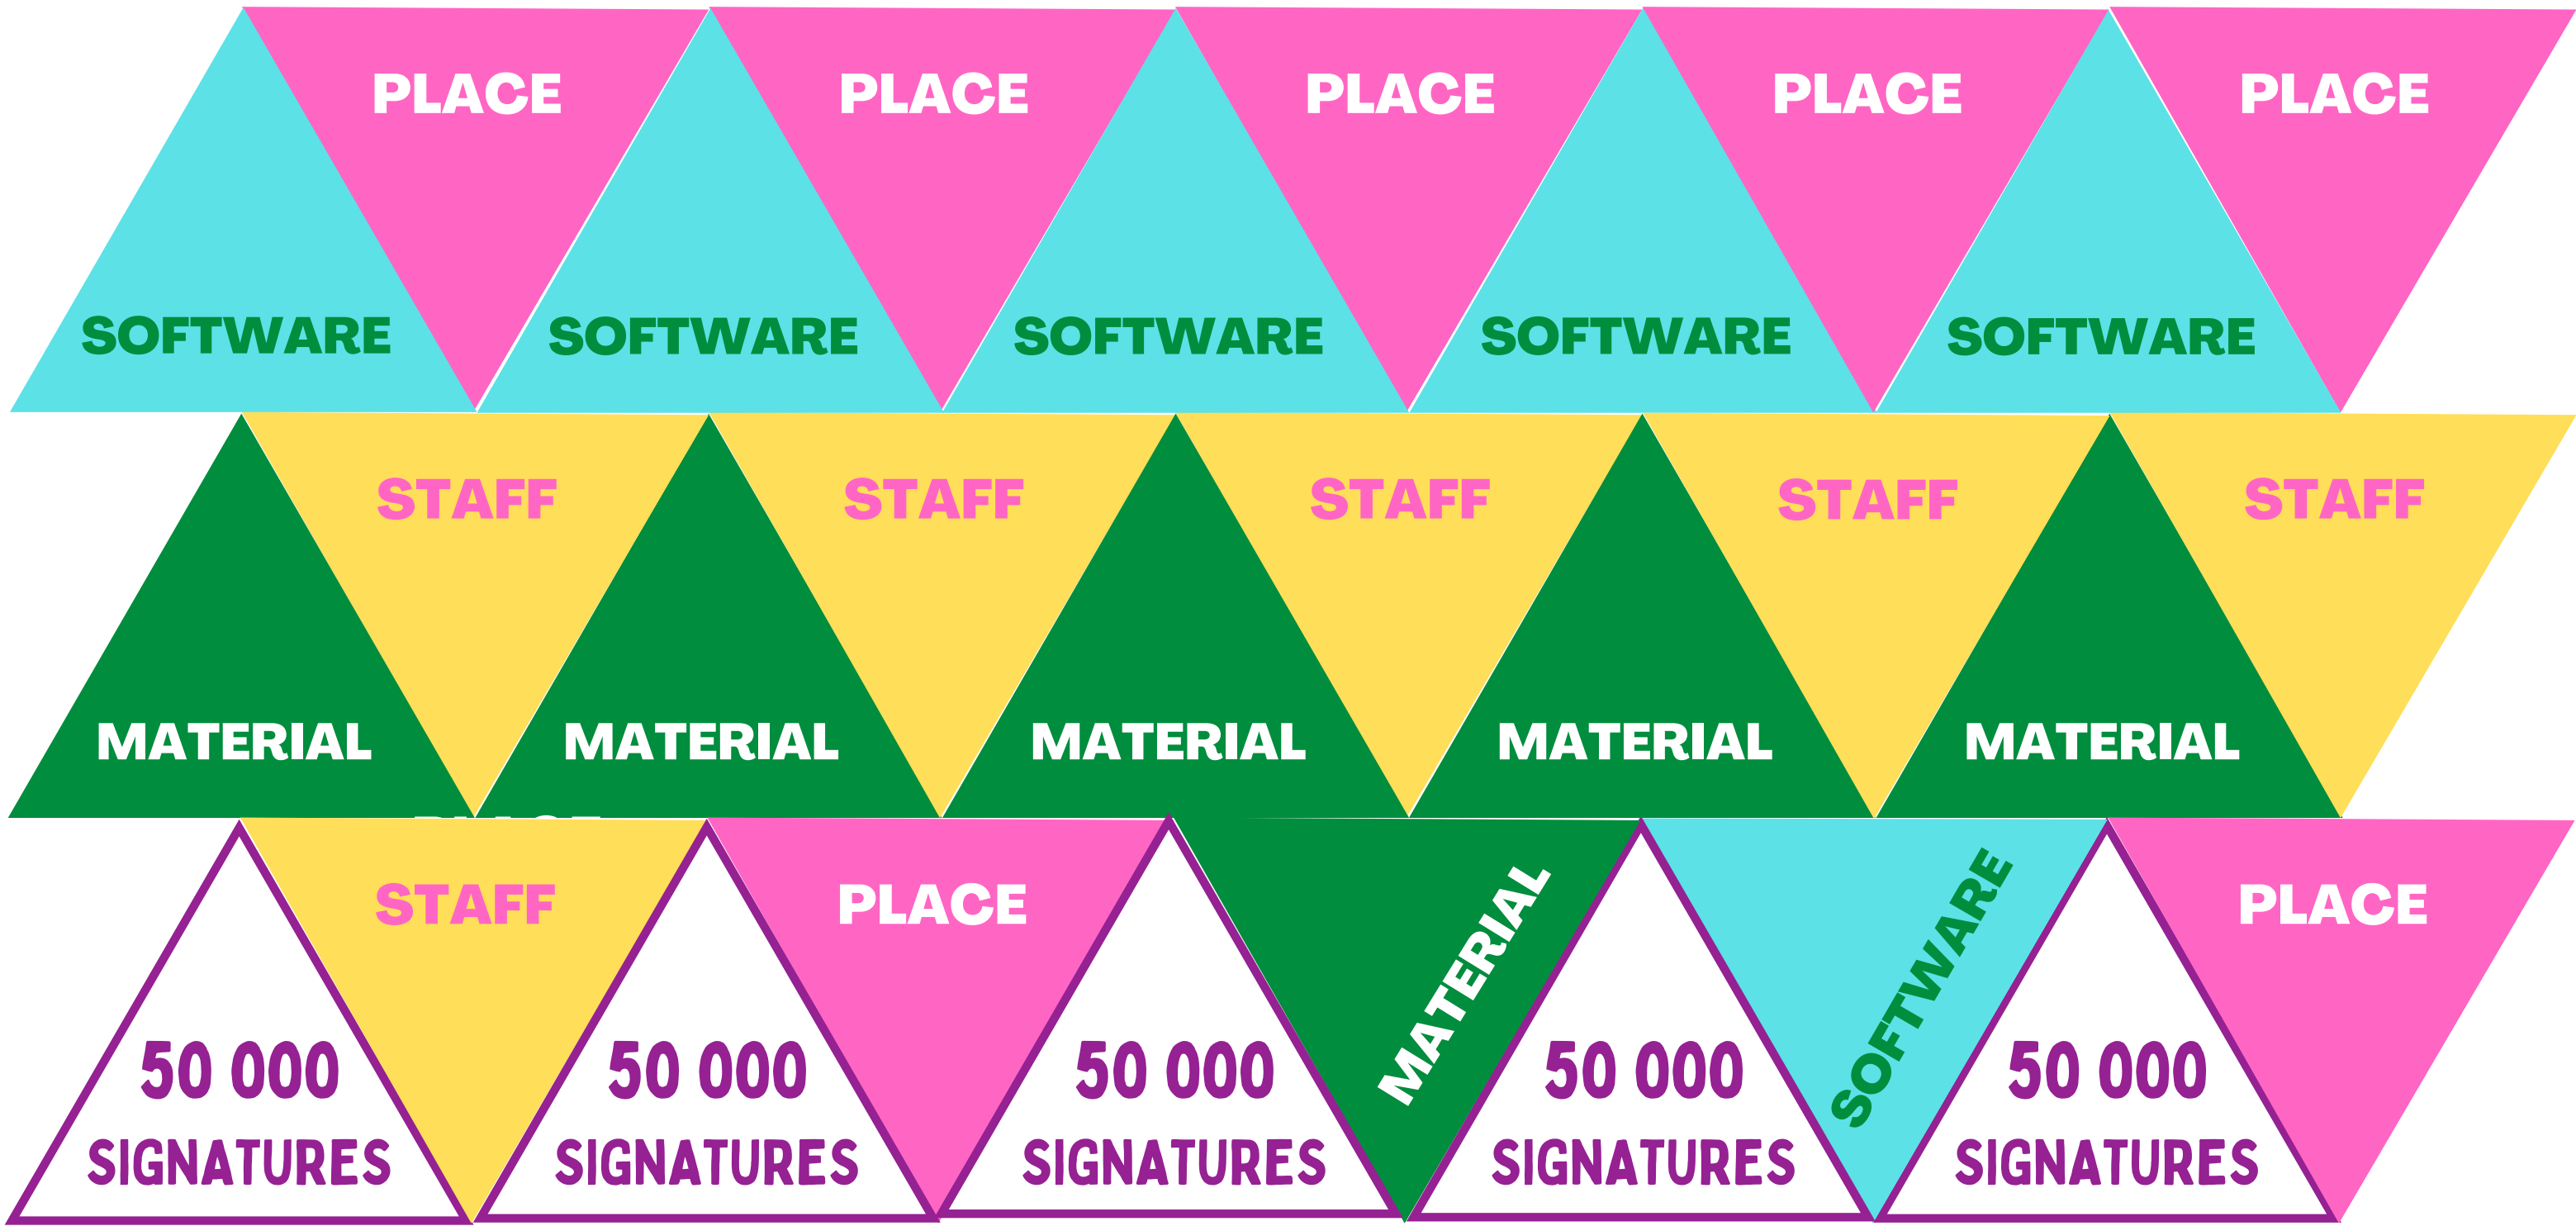 PLACE PLACE PLACE PLACE PLACE
SOFTWARE SOFTWARE SOFTWARE SOFTWARE SOFTWARE
STAFF STAFF STAFF STAFF STAFF
MATERIAL MATERIAL MATERIAL MATERIAL MATERIAL
STAFF PLACE MATERIAL SOFTWARE PLACE
50 000 50 000 50 000 50 000 50 000
SIGNATURES SIGNATURES SIGNATURES SIGNATURES SIGNATURES